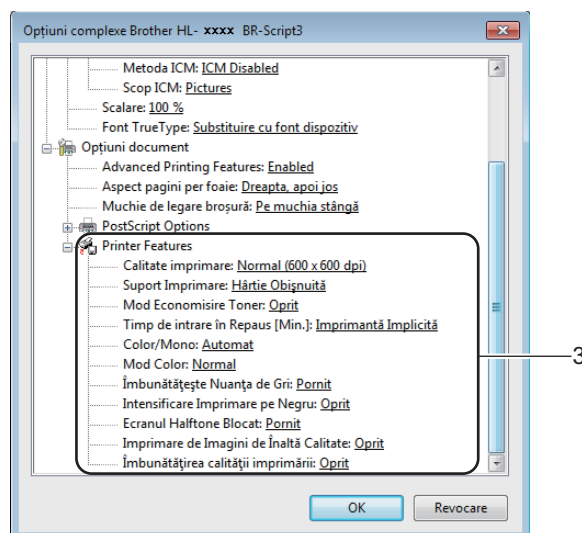 Opțiuni complexe Brother HL- xxxx BR-Script3
Metoda ICM: ICM Disabled
Scop ICM: Pictures
Scalare: 100 %
Font TrueType: Substituire cu font dispozitiv
Opțiuni document
Advanced Printing Features: Enabled
Aspect pagini per foaie: Dreapta, apoi jos
Muchie de legare broșură: Pe muchia stângă
PostScript Options
Printer Features
Calitate imprimare: Normal (600 x 600 dpi)
Suport Imprimare: Hârtie Obişnuită
Mod Economisire Toner: Oprit
Timp de intrare în Repaus [Min.]: Imprimantă Implicită
Color/Mono: Automat
Mod Color: Normal
Îmbunătăţeşte Nuanţa de Gri: Pornit
Intensificare Imprimare pe Negru: Oprit
Ecranul Halftone Blocat: Pornit
Imprimare de Imagini de Înaltă Calitate: Oprit
Îmbunătăţirea calităţii imprimării: Oprit
3
OK Revocare